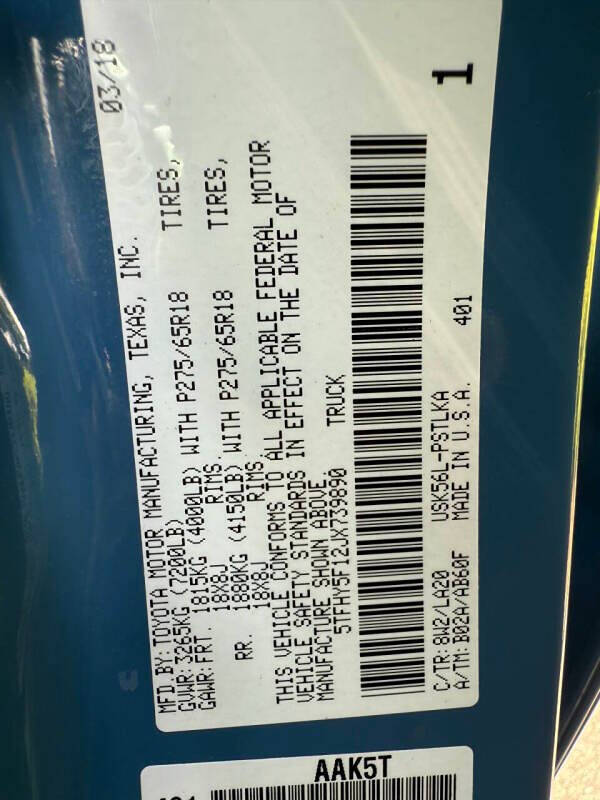 MFD.BY:TOYOTA MOTOR MANUFACTURING, TEXAS, INC. 03/18
GVWR:3265KG (7200LB)
GAWR:FRT. 1815KG (4000LB) WITH P275/65R18 TIRES,
18X8J RIMS,
RR. 1880KG (4150LB) WITH P275/65R18 TIRES,
18X8J RIMS
THIS VEHICLE CONFORMS TO ALL APPLICABLE FEDERAL MOTOR
VEHICLE SAFETY STANDARDS IN EFFECT ON THE DATE OF
MANUFACTURE SHOWN ABOVE
5TFHY5F12JX739890 TRUCK
C/TR:8W2/LA20 USK56L-PSTLKA 1
A/TM:B02A/AB60F MADE IN U.S.A. 401
AAK5T